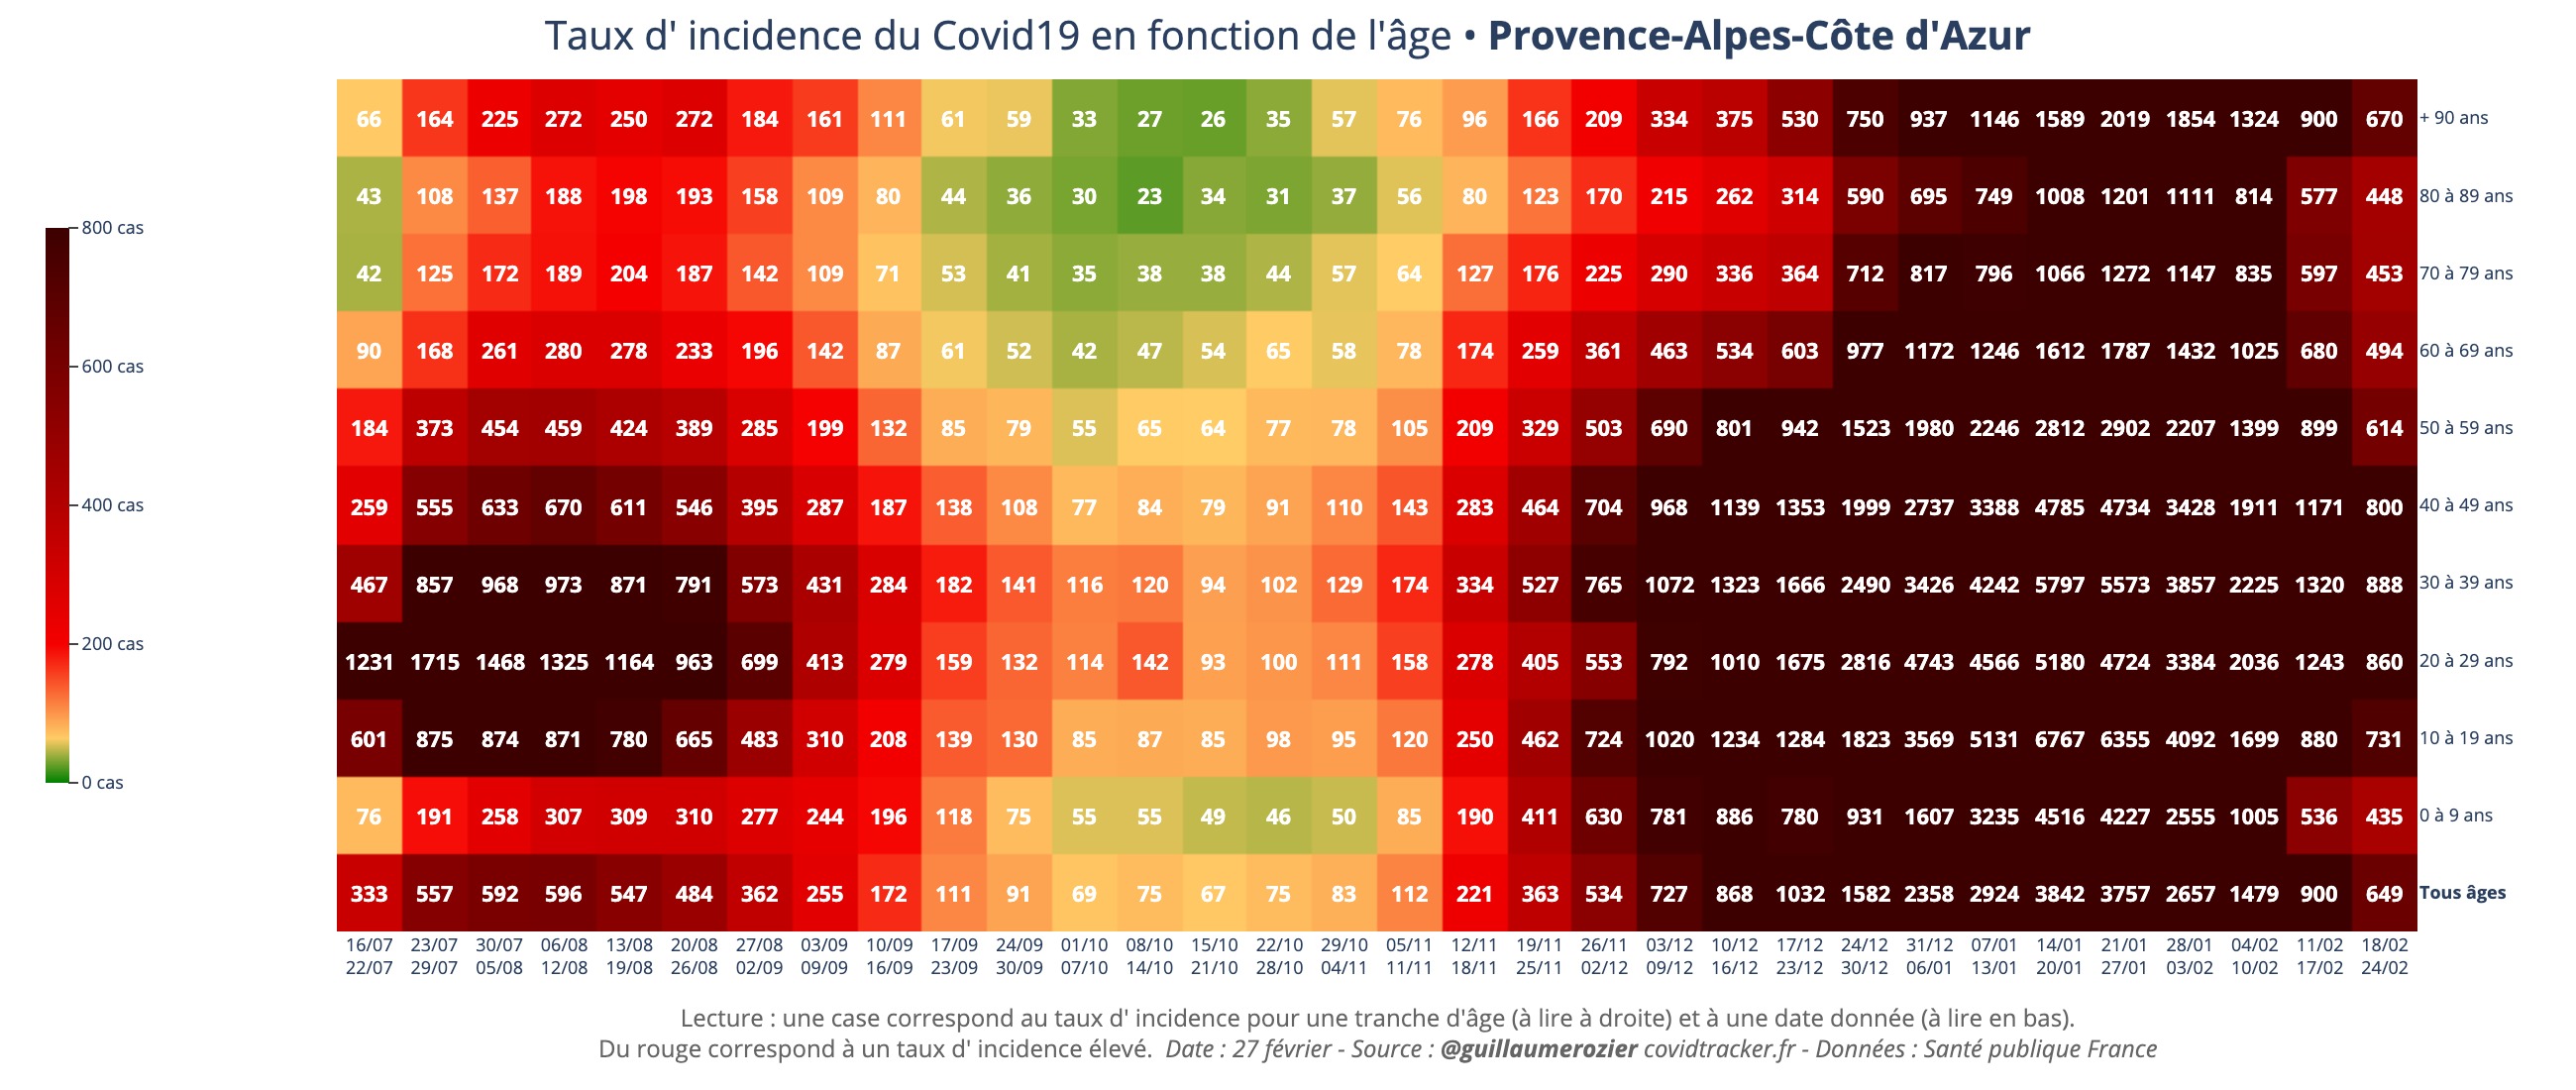 Taux d' incidence du Covid19 en fonction de l'âge • Provence-Alpes-Côte d'Azur
800 cas
600 cas
400 cas
200 cas
0 cas
66 164 225 272 250 272 184 161 111 61 59 33 27 26 35 57 76 96 166 209 334 375 530 750 937 1146 1589 2019 1854 1324 900 670 + 90 ans
43 108 137 188 198 193 158 109 80 44 36 30 23 34 31 37 56 80 123 170 215 262 314 590 695 749 1008 1201 1111 814 577 448 80 à 89 ans
42 125 172 189 204 187 142 109 71 53 41 35 38 38 44 57 64 127 176 225 290 336 364 712 817 796 1066 1272 1147 835 597 453 70 à 79 ans
90 168 261 280 278 233 196 142 87 61 52 42 47 54 65 58 78 174 259 361 463 534 603 977 1172 1246 1612 1787 1432 1025 680 494 60 à 69 ans
184 373 454 459 424 389 285 199 132 85 79 55 65 64 77 78 105 209 329 503 690 801 942 1523 1980 2246 2812 2902 2207 1399 899 614 50 à 59 ans
259 555 633 670 611 546 395 287 187 138 108 77 84 79 91 110 143 283 464 704 968 1139 1353 1999 2737 3388 4785 4734 3428 1911 1171 800 40 à 49 ans
467 857 968 973 871 791 573 431 284 182 141 116 120 94 102 129 174 334 527 765 1072 1323 1666 2490 3426 4242 5797 5573 3857 2225 1320 888 30 à 39 ans
1231 1715 1468 1325 1164 963 699 413 279 159 132 114 142 93 100 111 158 278 405 553 792 1010 1675 2816 4743 4566 5180 4724 3384 2036 1243 860 20 à 29 ans
601 875 874 871 780 665 483 310 208 139 130 85 87 85 98 95 120 250 462 724 1020 1234 1284 1823 3569 5131 6767 6355 4092 1699 880 731 10 à 19 ans
76 191 258 307 309 310 277 244 196 118 75 55 55 49 46 50 85 190 411 630 781 886 780 931 1607 3235 4516 4227 2555 1005 536 435 0 à 9 ans
333 557 592 596 547 484 362 255 172 111 91 69 75 67 75 83 112 221 363 534 727 868 1032 1582 2358 2924 3842 3757 2657 1479 900 649 Tous âges
16/07 23/07 30/07 06/08 13/08 20/08 27/08 03/09 10/09 17/09 24/09 01/10 08/10 15/10 22/10 29/10 05/11 12/11 19/11 26/11 03/12 10/12 17/12 24/12 31/12 07/01 14/01 21/01 28/01 04/02 11/02 18/02
22/07 29/07 05/08 12/08 19/08 26/08 02/09 09/09 16/09 23/09 30/09 07/10 14/10 21/10 28/10 04/11 11/11 18/11 25/11 02/12 09/12 16/12 23/12 30/12 06/01 13/01 20/01 27/01 03/02 10/02 17/02 24/02
Lecture : une case correspond au taux d' incidence pour une tranche d'âge (à lire à droite) et à une date donnée (à lire en bas).
Du rouge correspond à un taux d' incidence élevé. Date : 27 février - Source : @guillaumerozier covidtracker.fr - Données : Santé publique France